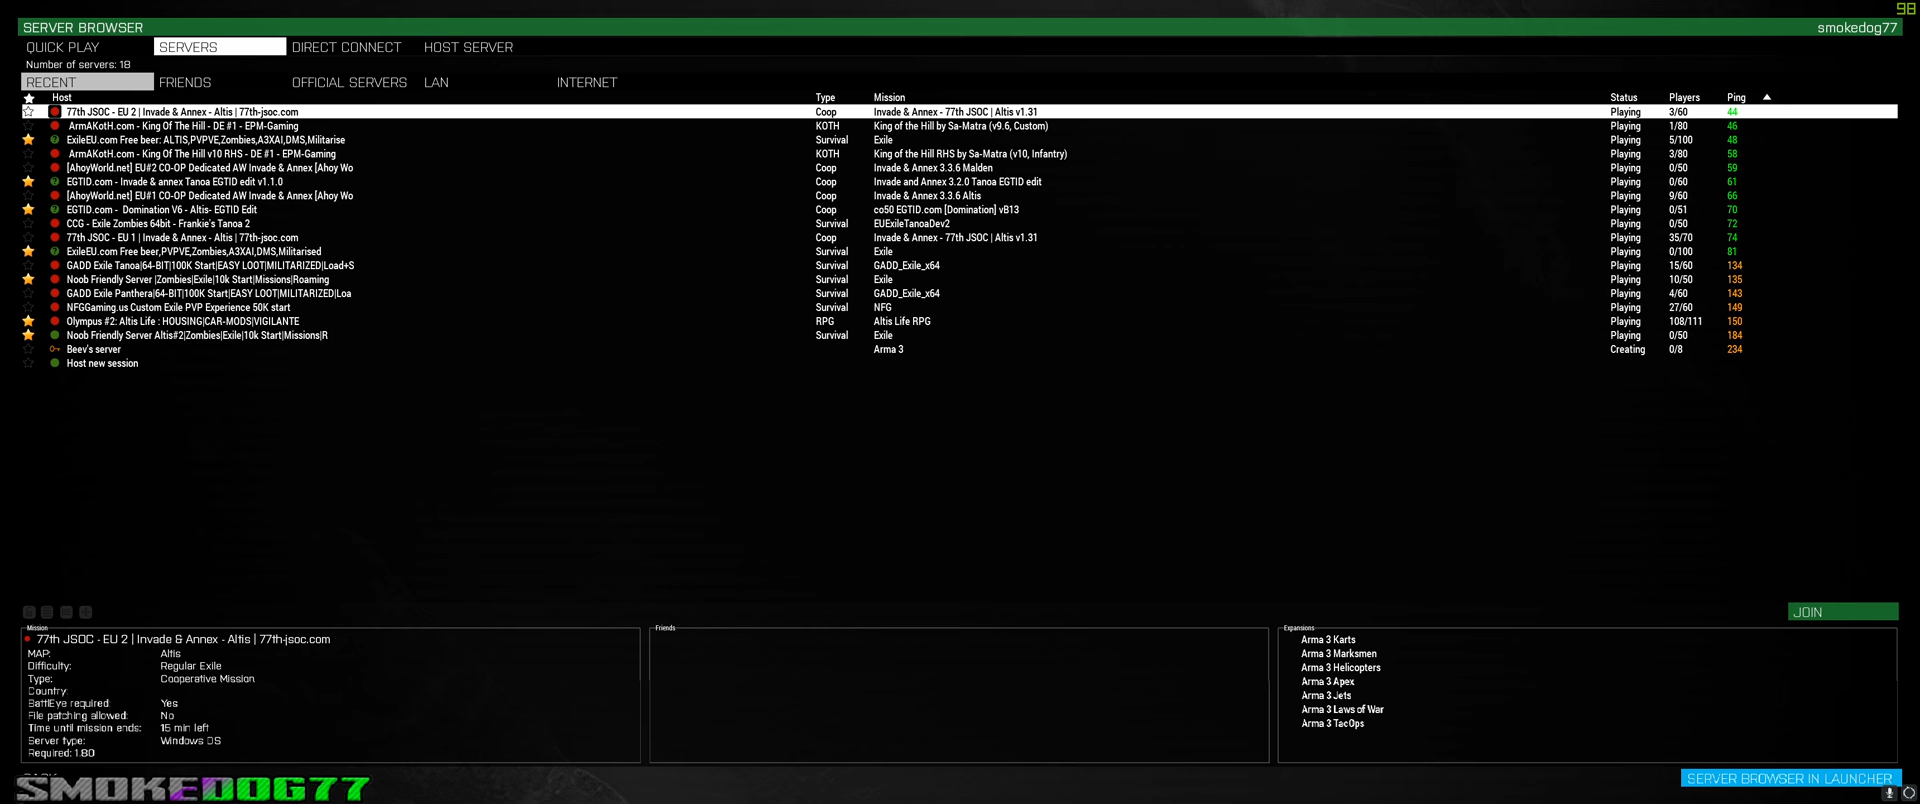 98
SERVER BROWSER smokedog77
QUICK PLAY SERVERS DIRECT CONNECT HOST SERVER
Number of servers: 18
RECENT FRIENDS OFFICIAL SERVERS LAN INTERNET
Host Type Mission Status Players Ping
77th JSOC - EU 2 | Invade & Annex - Altis | 77th-jsoc.com Coop Invade & Annex - 77th JSOC | Altis v1.31 Playing 3/60 44
ArmAKotH.com - King Of The Hill - DE #1 - EPM-Gaming KOTH King of the Hill by Sa-Matra (v9.6, Custom) Playing 1/80 46
ExileEU.com Free beer: ALTIS,PVPVE,Zombies,A3XAI,DMS,Militarise Survival Exile Playing 5/100 48
ArmAKotH.com - King Of The Hill v10 RHS - DE #1 - EPM-Gaming KOTH King of the Hill RHS by Sa-Matra (v10, Infantry) Playing 3/80 58
[AhoyWorld.net] EU#2 CO-OP Dedicated AW Invade & Annex [Ahoy Wo Coop Invade & Annex 3.3.6 Malden Playing 0/50 59
EGTID.com - Invade & annex Tanoa EGTID edit v1.1.0 Coop Invade and Annex 3.2.0 Tanoa EGTID edit Playing 0/60 61
[AhoyWorld.net] EU#1 CO-OP Dedicated AW Invade & Annex [Ahoy Wo Coop Invade & Annex 3.3.6 Altis Playing 9/60 66
EGTID.com - Domination V6 - Altis- EGTID Edit Coop co50 EGTID.com [Domination] vB13 Playing 0/51 70
CCG - Exile Zombies 64bit - Frankie's Tanoa 2 Survival EUExileTanoaDev2 Playing 0/50 72
77th JSOC - EU 1 | Invade & Annex - Altis | 77th-jsoc.com Coop Invade & Annex - 77th JSOC | Altis v1.31 Playing 35/70 74
ExileEU.com Free beer,PVPVE,Zombies,A3XAI,DMS,Militarised Survival Exile Playing 0/100 81
GADD Exile Tanoa|64-BIT|100K Start|EASY LOOT|MILITARIZED|Load+S Survival GADD_Exile_x64 Playing 15/60 134
Noob Friendly Server |Zombies|Exile|10k Start|Missions|Roaming Survival Exile Playing 10/50 135
GADD Exile Panthera|64-BIT|100K Start|EASY LOOT|MILITARIZED|Loa Survival GADD_Exile_x64 Playing 4/60 143
NFGGaming.us Custom Exile PVP Experience 50K start Survival NFG Playing 27/60 149
Olympus #2: Altis Life : HOUSING|CAR-MODS|VIGILANTE RPG Altis Life RPG Playing 108/111 150
Noob Friendly Server Altis#2|Zombies|Exile|10k Start|Missions|R Survival Exile Playing 0/50 184
Beev's server Arma 3 Creating 0/8 234
Host new session
JOIN
Mission
77th JSOC - EU 2 | Invade & Annex - Altis | 77th-jsoc.com
MAP: Altis
Difficulty: Regular Exile
Type: Cooperative Mission
Country:
BattlEye required: Yes
File patching allowed: No
Time until mission ends: 15 min left
Server type: Windows DS
Required: 1.80
Friends
Expansions
Arma 3 Karts
Arma 3 Marksmen
Arma 3 Helicopters
Arma 3 Apex
Arma 3 Jets
Arma 3 Laws of War
Arma 3 TacOps
SMOKEDOG77
SERVER BROWSER IN LAUNCHER